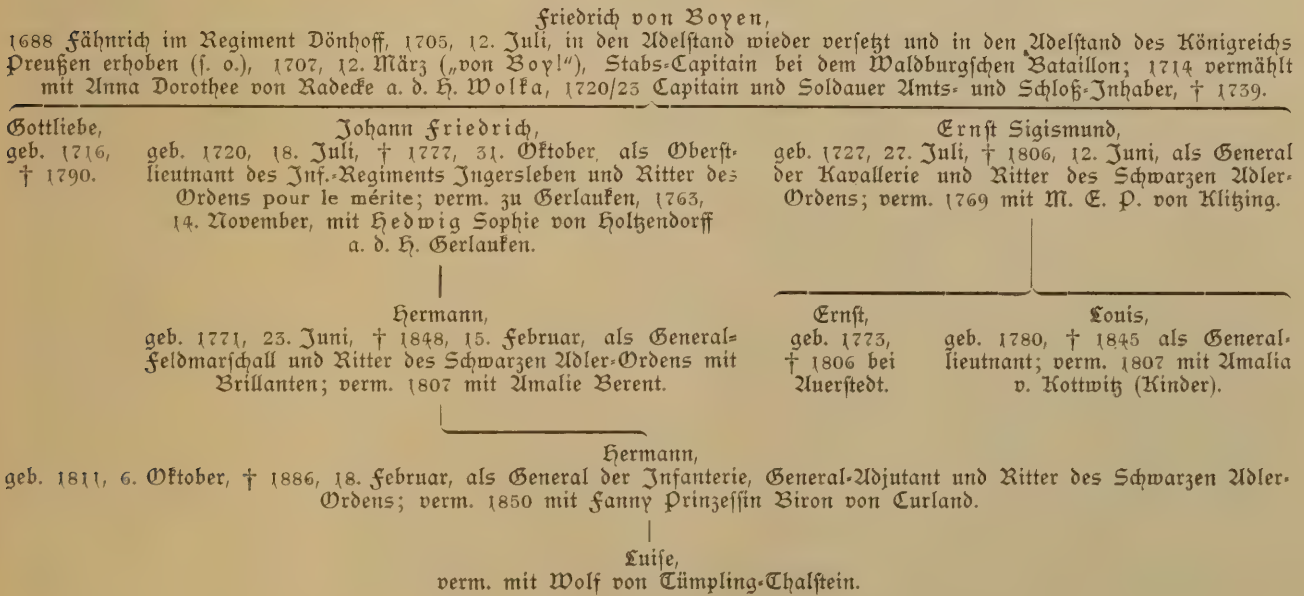 Friedrich von Boyen,
1688 Fähnrich im Regiment Dönhoff, 1705, 12. Juli, in den Adelstand wieder versetzt und in den Adelstand des Königreichs
Preußen erhoben (s. o.), 1707, 12. März („von Boy!“), Stabs-Capitain bei dem Waldburgschen Bataillon; 1714 vermählt
mit Anna Dorothee von Radecke a. d. H. Wolka, 1720/23 Capitain und Soldauer Amts- und Schloß-Inhaber, † 1739.
Gottliebe,
geb. 1716,
† 1790.
Johann Friedrich,
geb. 1720, 18. Juli, † 1777, 31. Oktober, als Oberst-
lieutnant des Inf.-Regiments Ingersleben und Ritter des
Ordens pour le mérite; verm. zu Gerlauken, 1763,
14. November, mit Hedwig Sophie von Holtzendorff
a. d. H. Gerlauken.
Ernst Sigismund,
geb. 1727, 27. Juli, † 1806, 12. Juni, als General
der Kavallerie und Ritter des Schwarzen Adler-
Ordens; verm. 1769 mit M. E. P. von Klitzing.
Hermann,
geb. 1771, 23. Juni, † 1848, 15. Februar, als General-
Feldmarschall und Ritter des Schwarzen Adler-Ordens mit
Brillanten; verm. 1807 mit Amalie Berent.
Ernst,
geb. 1773,
† 1806 bei
Auerstedt.
Louis,
geb. 1780, † 1845 als General-
lieutnant; verm. 1807 mit Amalia
v. Kottwitz (Kinder).
Hermann,
geb. 1811, 6. Oktober, † 1886, 18. Februar, als General der Infanterie, General-Adjutant und Ritter des Schwarzen Adler-
Ordens; verm. 1850 mit Fanny Prinzessin Biron von Curland.
Luise,
verm. mit Wolf von Tümpling-Thalstein.